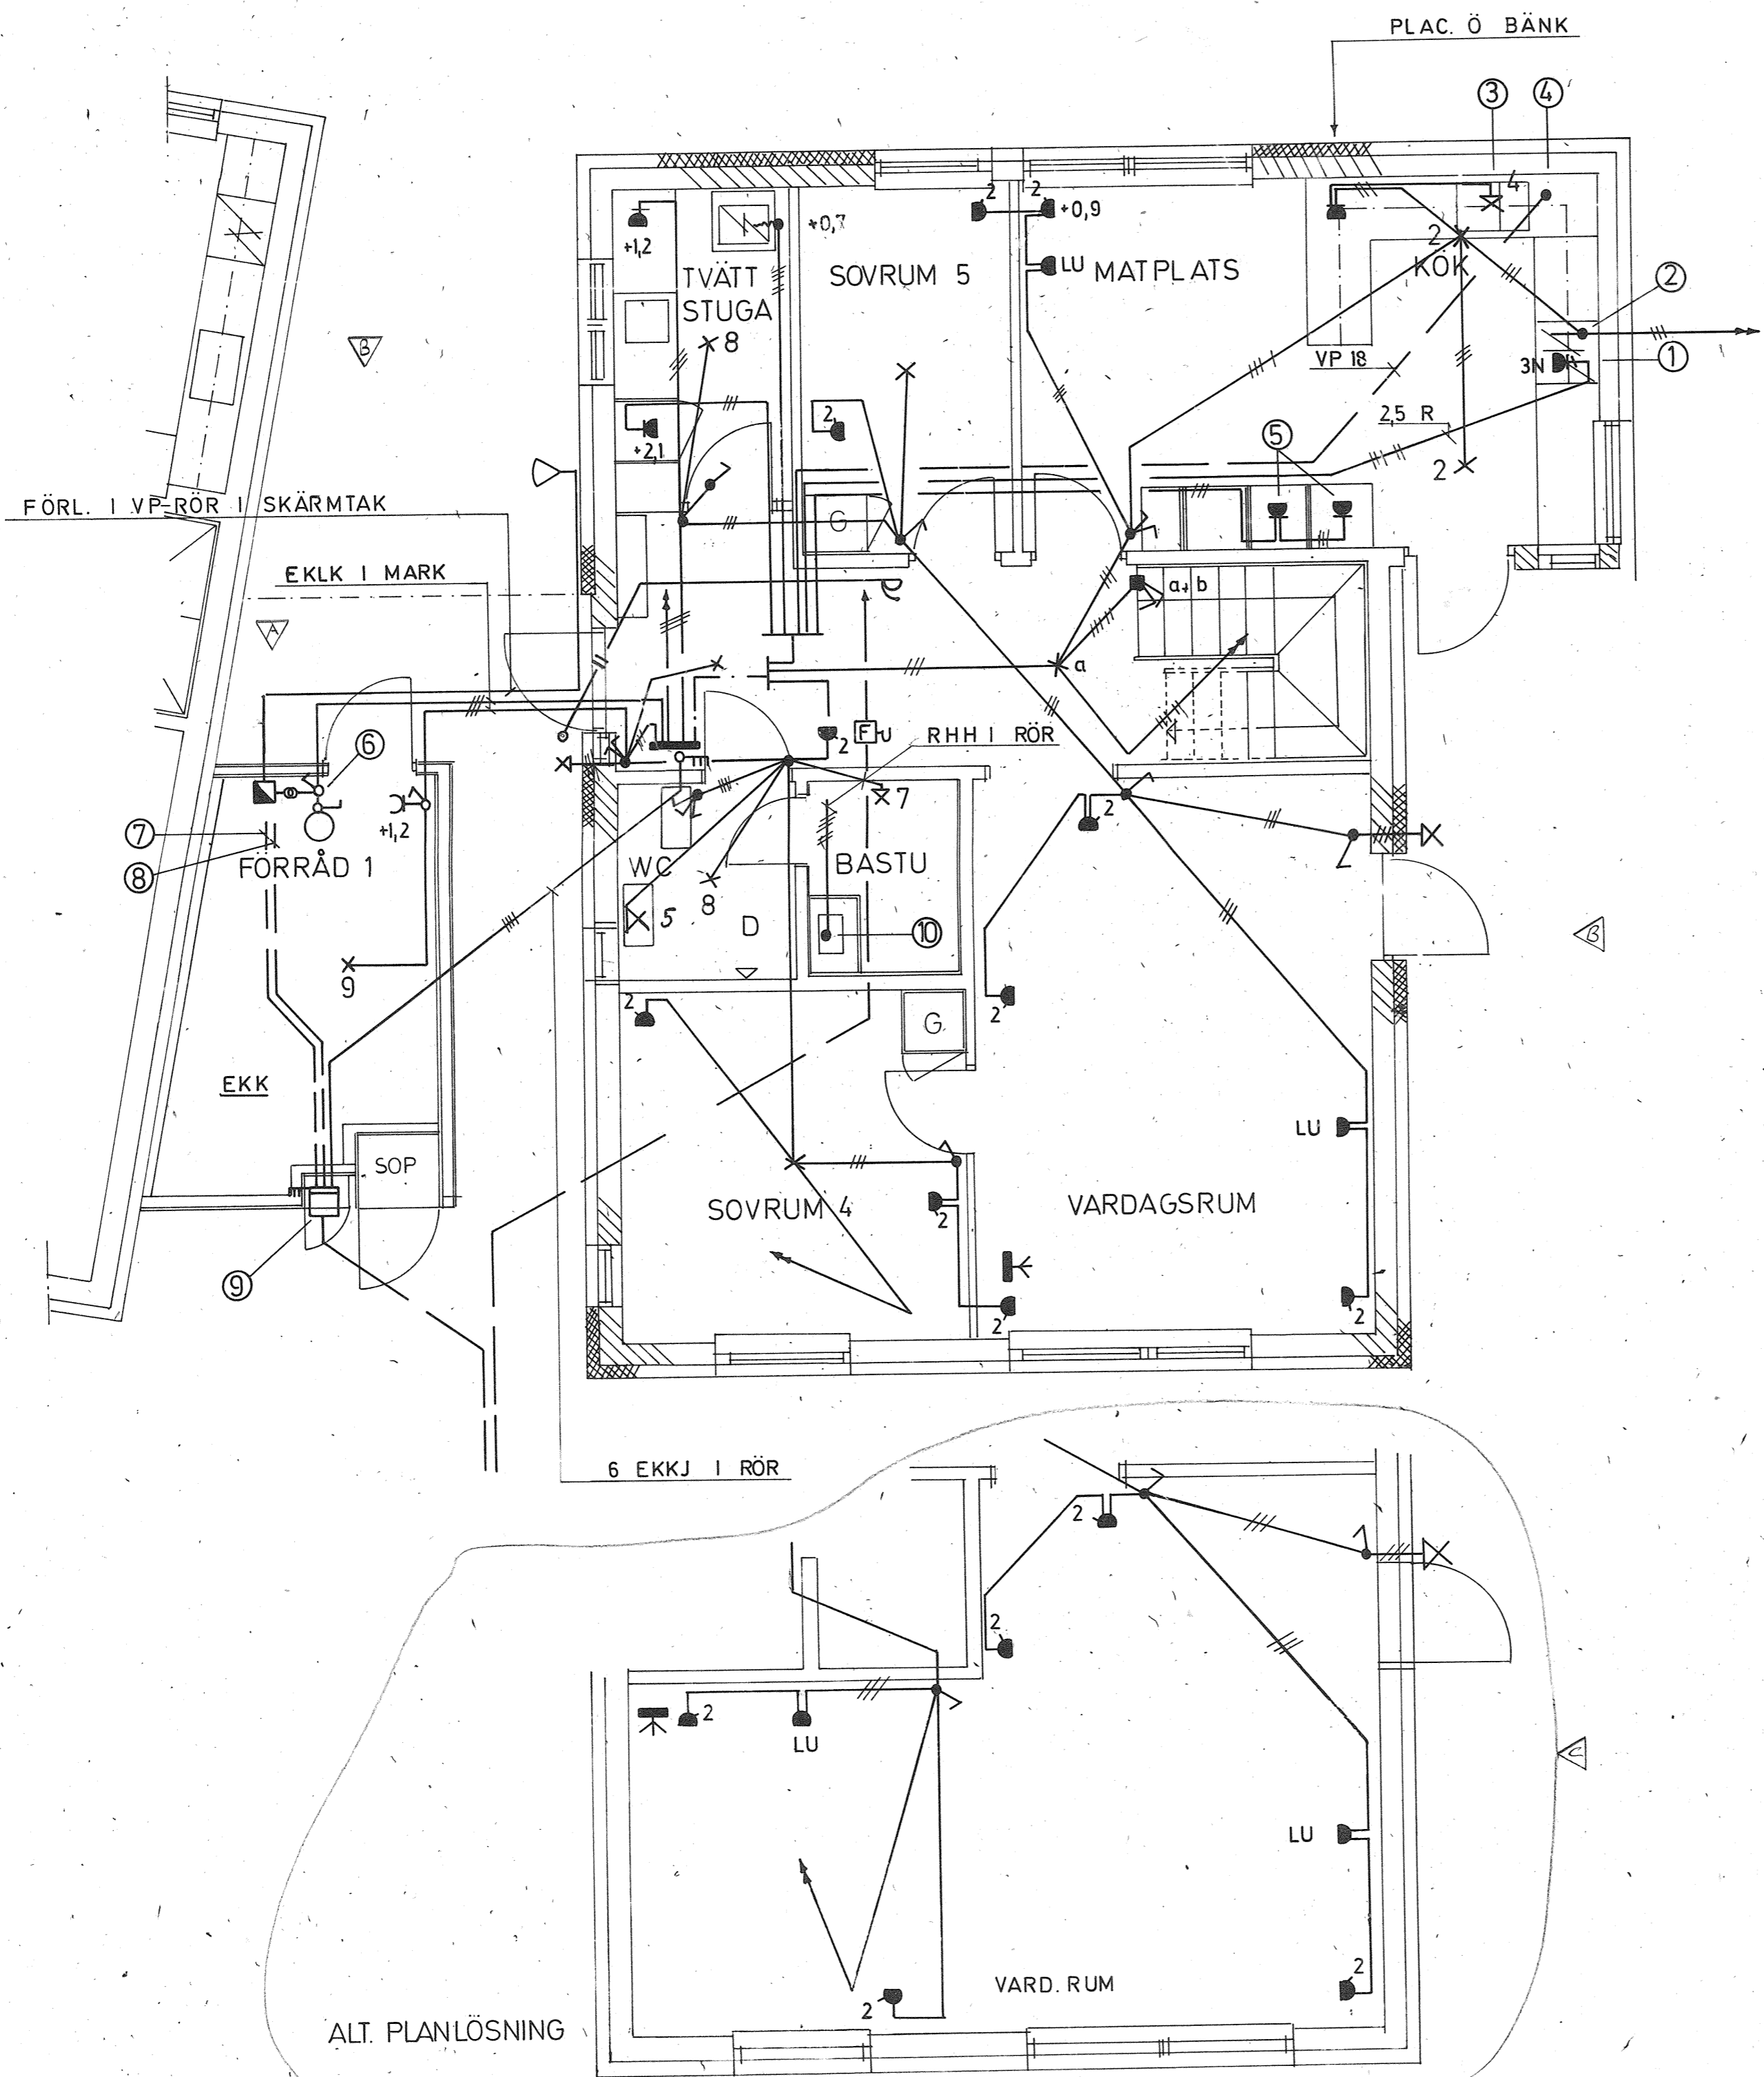 PLAC. Ö BÄNK
3
4
4
2
2
+0,9
+1,2
+0,7
LU
TVÄTT
STUGA
SOVRUM 5
MATPLATS
2
KÖK
2
B
8
VP 18
3N
1
2
2,5 R
+2,1
5
2
FÖRL. I VP-RÖR I SKÄRMTAK
G
EKLK I MARK
a+b
A
a
6
2
F
RHH I RÖR
7
7
+1,2
2
8
FÖRRÅD 1
WC
BASTU
8
5
D
10
B
9
2
2
G
EKK
LU
SOP
SOVRUM 4
2
VARDAGSRUM
9
2
2
6 EKKJ I RÖR
2
2
2
LU
C
LU
2
VARD. RUM
2
ALT. PLANLÖSNING